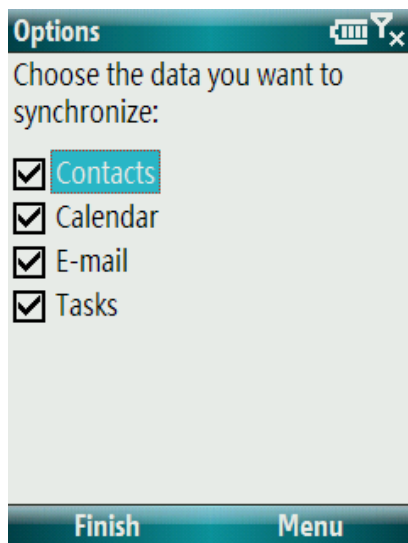 Options
Choose the data you want to
synchronize:
Contacts
Calendar
E-mail
Tasks
Finish Menu